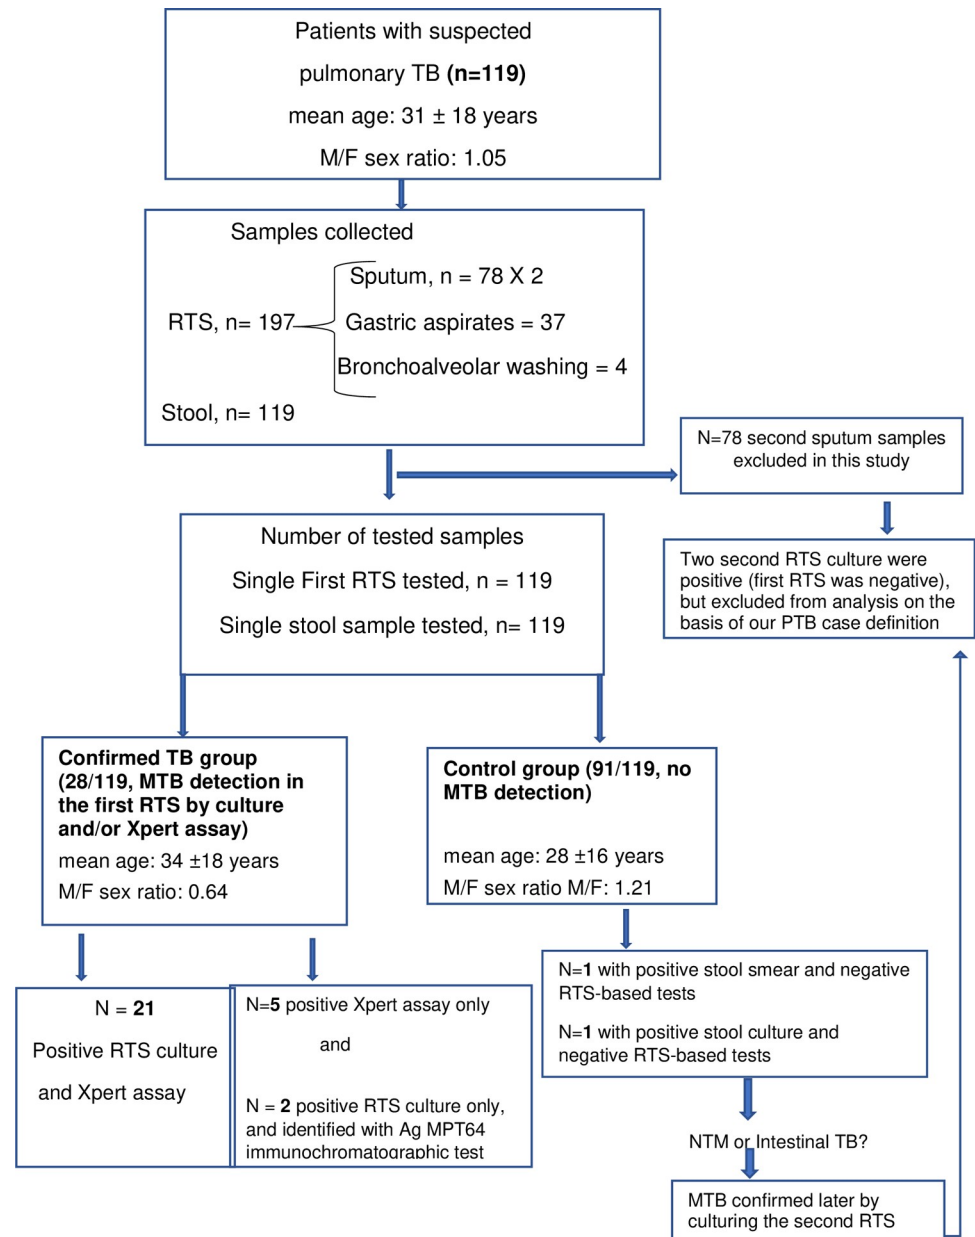 Patients with suspected
pulmonary TB (n=119)
mean age: 31 ± 18 years
M/F sex ratio: 1.05
Samples collected
Sputum, n = 78 X 2
RTS, n= 197
Gastric aspirates = 37
Bronchoalveolar washing = 4
Stool, n= 119
N=78 second sputum samples
excluded in this study
Two second RTS culture were
positive (first RTS was negative),
but excluded from analysis on the
basis of our PTB case definition
Number of tested samples
Single First RTS tested, n = 119
Single stool sample tested, n= 119
Confirmed TB group
(28/119, MTB detection in
the first RTS by culture
and/or Xpert assay)
mean age: 34 ±18 years
M/F sex ratio: 0.64
Control group (91/119, no
MTB detection)
mean age: 28 ±16 years
M/F sex ratio M/F: 1.21
N = 21
Positive RTS culture
and Xpert assay
N=5 positive Xpert assay only
and
N = 2 positive RTS culture only,
and identified with Ag MPT64
immunochromatographic test
N=1 with positive stool smear and negative
RTS-based tests
N=1 with positive stool culture and
negative RTS-based tests
NTM or Intestinal TB?
MTB confirmed later by
culturing the second RTS